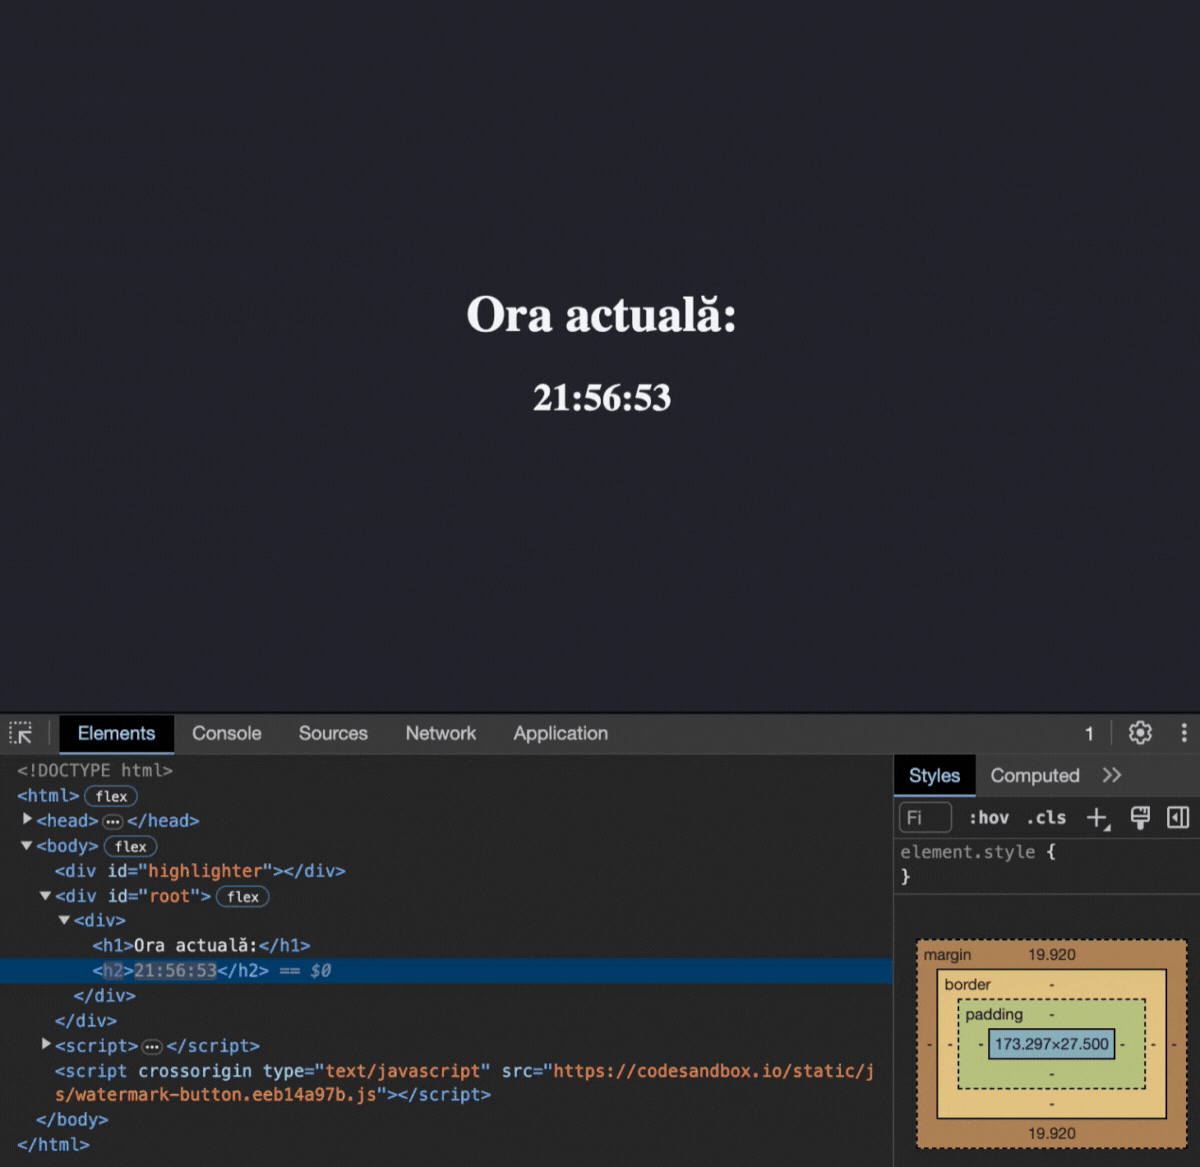 Ora actuală:
21:56:53
Elements Console Sources Network Application 1
<!DOCTYPE html>
<html> flex
<head> ••• </head>
<body> flex
<div id="highlighter"></div>
<div id="root"> flex
<div>
<h1>Ora actuală:</h1>
<h2>21:56:53</h2> == $0
</div>
</div>
<script> ••• </script>
<script crossorigin type="text/javascript" src="https://codesandbox.io/static/j
s/watermark-button.eeb14a97b.js"></script>
</body>
</html>
Styles Computed >>
Fi :hov .cls +
element.style {
}
margin 19.920
border -
padding -
- - - 173.297×27.500 - - -
-
-
19.920